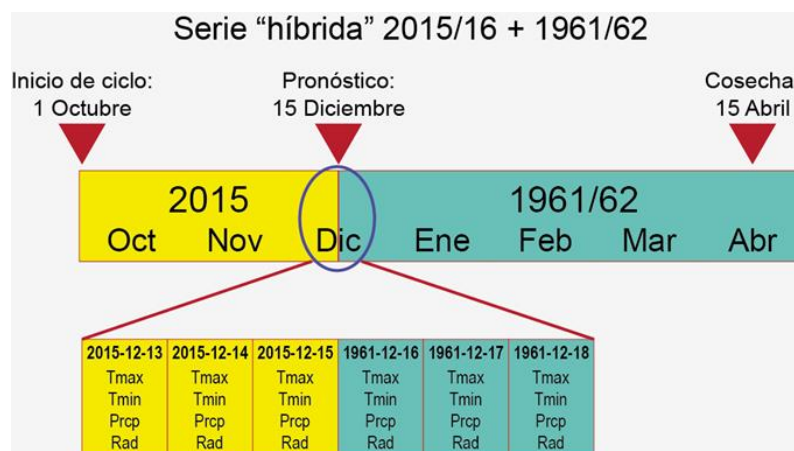 Serie “híbrida” 2015/16 + 1961/62
Inicio de ciclo:
1 Octubre
Pronóstico:
15 Diciembre
Cosecha
15 Abril
2015
1961/62
Oct Nov Dic Ene Feb Mar Abr
2015-12-13 2015-12-14 2015-12-15 1961-12-16 1961-12-17 1961-12-18
Tmax Tmax Tmax Tmax Tmax Tmax
Tmin Tmin Tmin Tmin Tmin Tmin
Prcp Prcp Prcp Prcp Prcp Prcp
Rad Rad Rad Rad Rad Rad